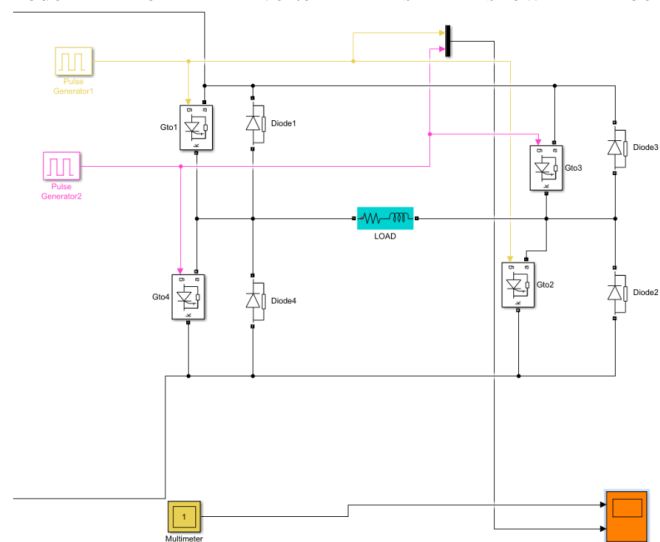 Pulse
Generator1
Gto1
g
a
k
Diode1
Diode3
Gto3
g
a
k
Pulse
Generator2
LOAD
Gto4
g
a
k
Diode4
Gto2
g
a
k
Diode2
1
Multimeter